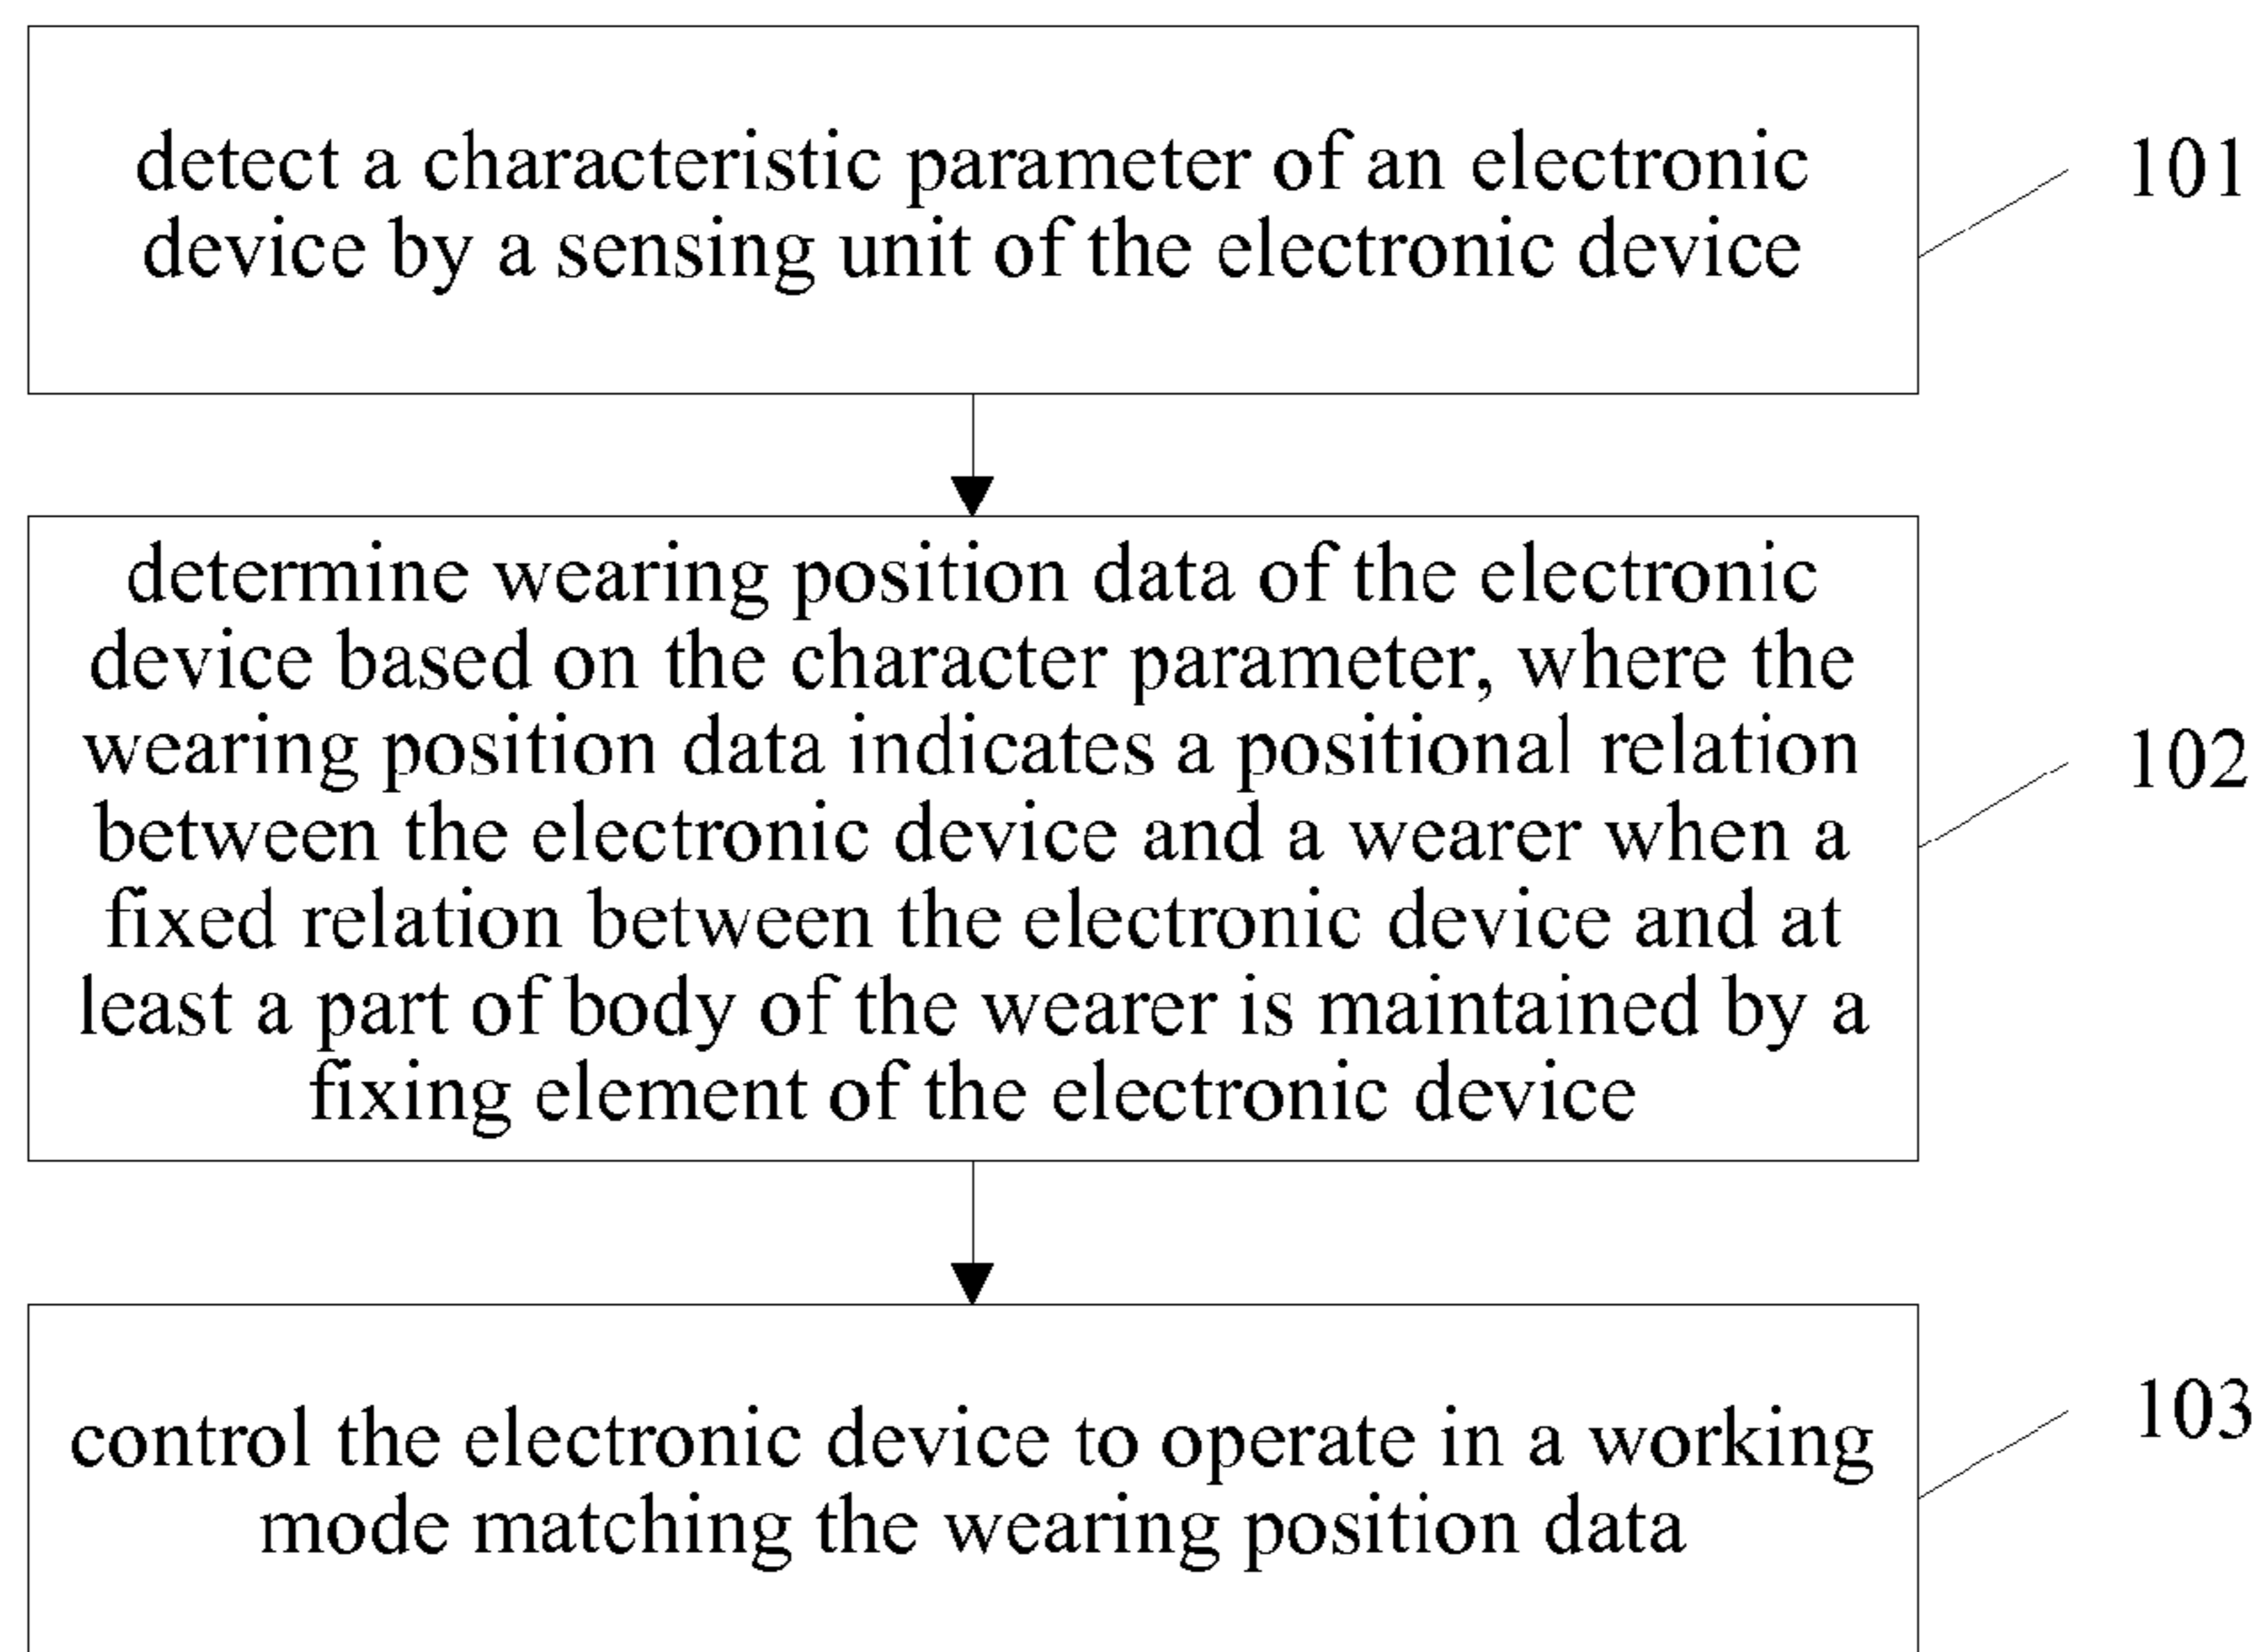 detect a characteristic parameter of an electronic
device by a sensing unit of the electronic device
101
determine wearing position data of the electronic
device based on the character parameter, where the
wearing position data indicates a positional relation
between the electronic device and a wearer when a
fixed relation between the electronic device and at
least a part of body of the wearer is maintained by a
fixing element of the electronic device
102
control the electronic device to operate in a working
mode matching the wearing position data
103